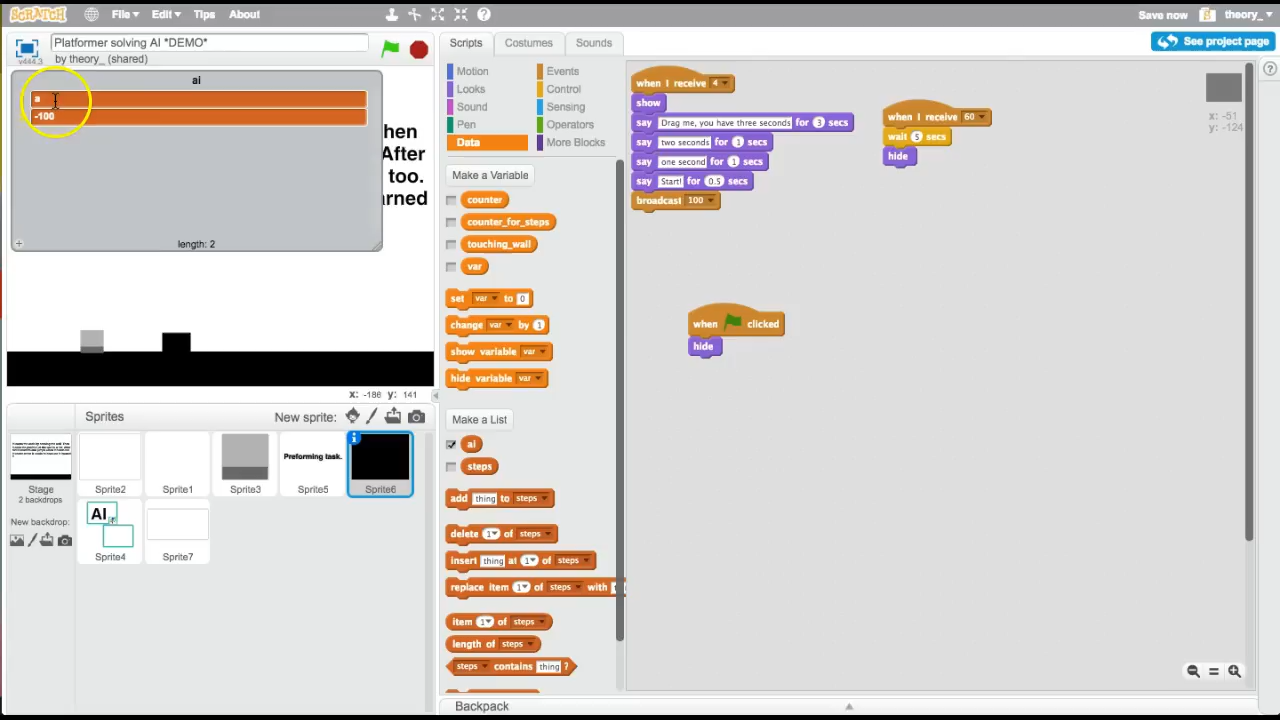 SCRATCH File Edit Tips About Save now theory_
v444.3 Platformer solving AI *DEMO*
by theory_ (shared)
Scripts Costumes Sounds
See project page
ai
a
-100
length: 2
hen
After
too.
arned
x: -186 y: 141
Motion Events
Looks Control
Sound Sensing
Pen Operators
Data More Blocks
Make a Variable
counter
counter_for_steps
touching_wall
var
set var to 0
change var by 1
show variable var
hide variable var
Make a List
ai
steps
add thing to steps
delete 1 of steps
insert thing at 1 of steps
replace item 1 of steps with
item 1 of steps
length of steps
steps contains thing ?
when I receive 4
show
say Drag me, you have three seconds for 3 secs
say two seconds for 1 secs
say one second for 1 secs
say Start! for 0.5 secs
broadcast 100
when I receive 60
wait 5 secs
hide
when clicked
hide
x: -51
y: -124
Sprites New sprite:
Stage
2 backdrops
New backdrop:
Sprite2
Sprite1
Sprite3
Preforming task.
Sprite5
Sprite6
AI
Sprite4
Sprite7
Backpack